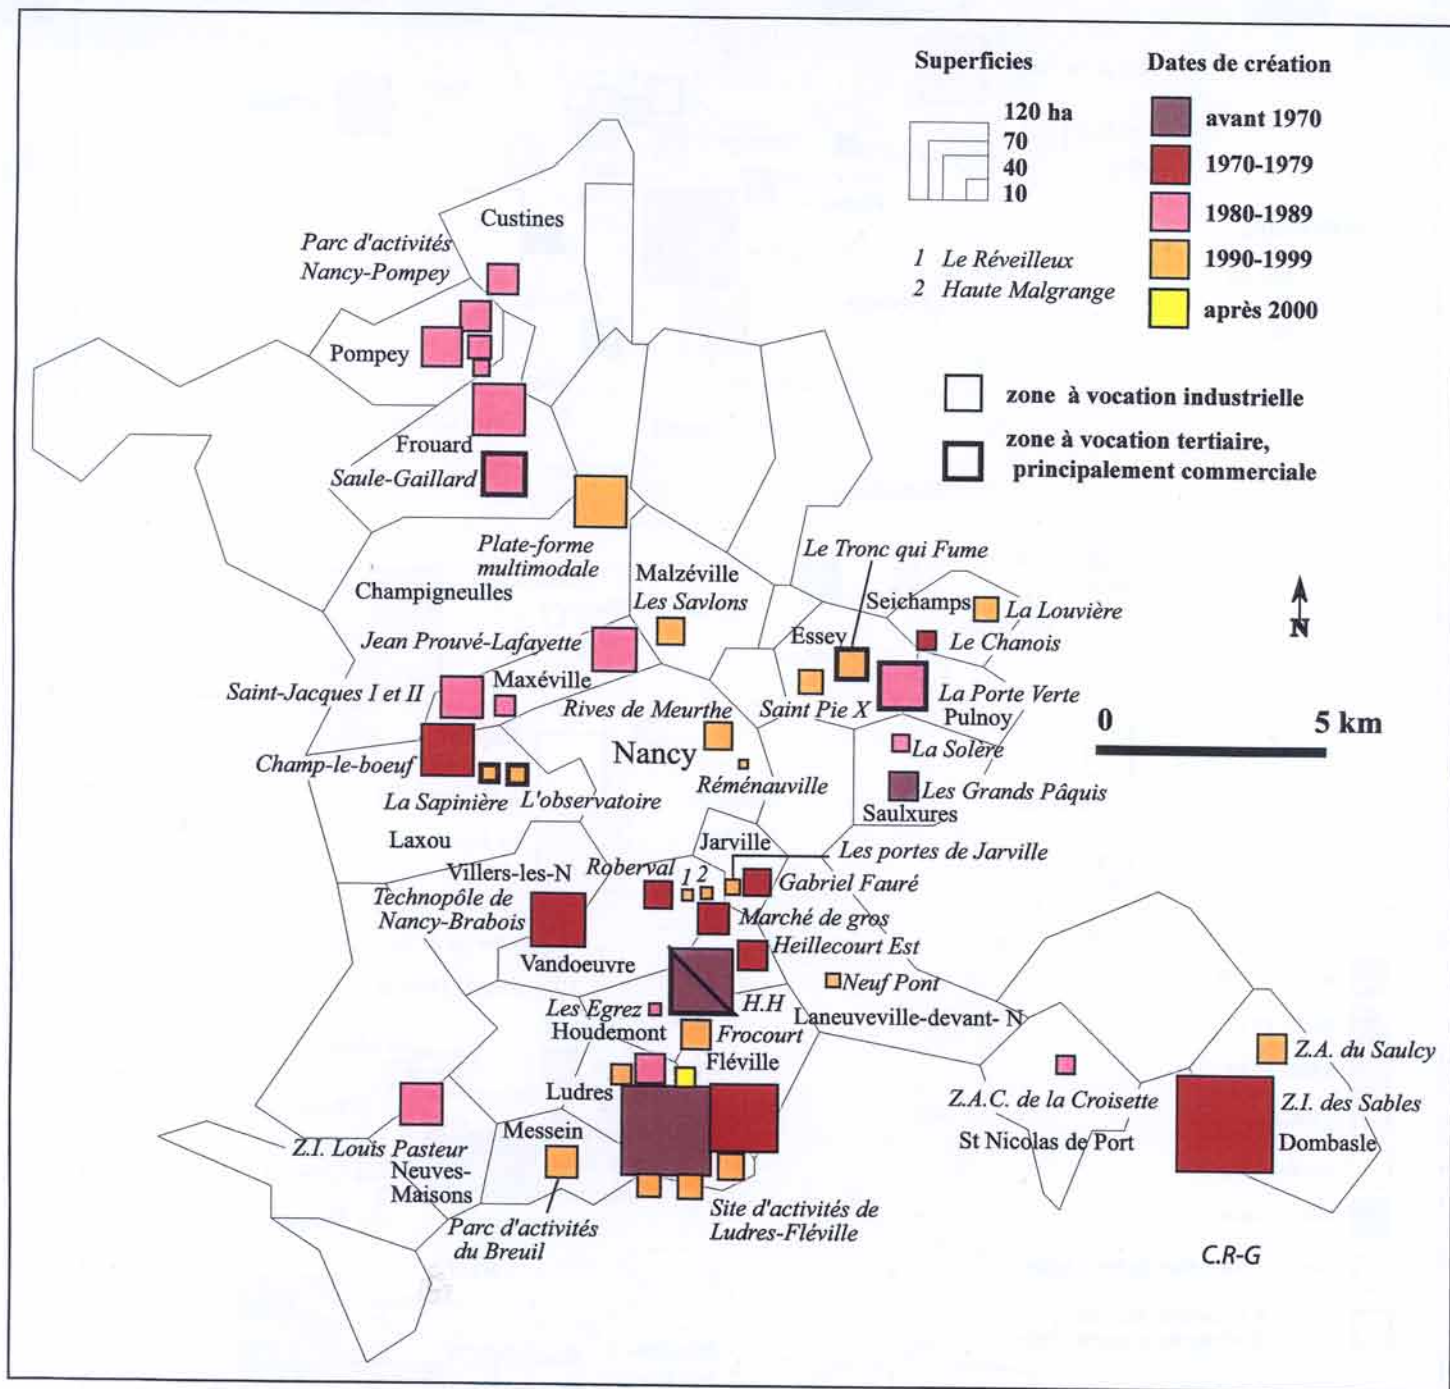 Superficies
120 ha
70
40
10
1 Le Réveilleux
2 Haute Malgrange
Dates de création
avant 1970
1970-1979
1980-1989
1990-1999
après 2000
zone à vocation industrielle
zone à vocation tertiaire,
principalement commerciale
Custines
Parc d'activités
Nancy-Pompey
Pompey
Frouard
Saule-Gaillard
Plate-forme
multimodale
Champigneulles
Malzéville
Les Savlons
Jean Prouvé-Lafayette
Le Tronc qui Fume
Seichamps
La Louvière
Essey
Le Chanois
N
Saint-Jacques I et II
Maxéville
Rives de Meurthe
Saint Pie X
La Porte Verte
Pulnoy
0
5 km
Champ-le-boeuf
Nancy
La Solère
La Sapinière
L'observatoire
Réménauville
Les Grands Pâquis
Saulxures
Laxou
Jarville
Les portes de Jarville
Villers-les-N
Roberval
1
2
Gabriel Fauré
Technopôle de
Nancy-Brabois
Marché de gros
Heillecourt Est
Vandoeuvre
Neuf Pont
Les Egrez
H.H
Laneuveville-devant- N
Houdemont
Frocourt
Fléville
Z.A. du Saulcy
Ludres
Z.A.C. de la Croisette
Z.I. des Sables
Messein
St Nicolas de Port
Dombasle
Z.I. Louis Pasteur
Neuves-
Maisons
Parc d'activités
du Breuil
Site d'activités de
Ludres-Fléville
C.R-G